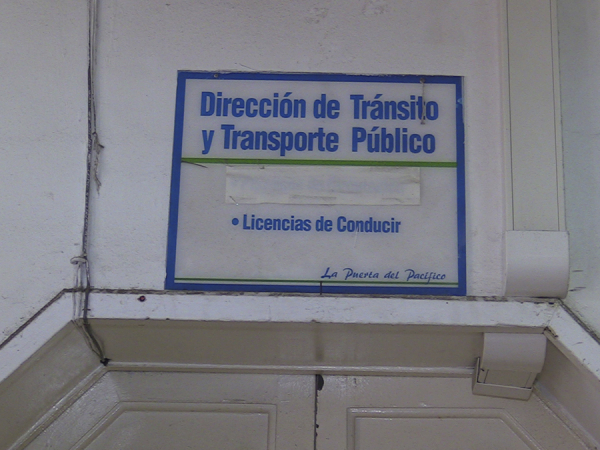 Dirección de Tránsito
y Transporte Público
• Licencias de Conducir
La Puerta del Pacífico